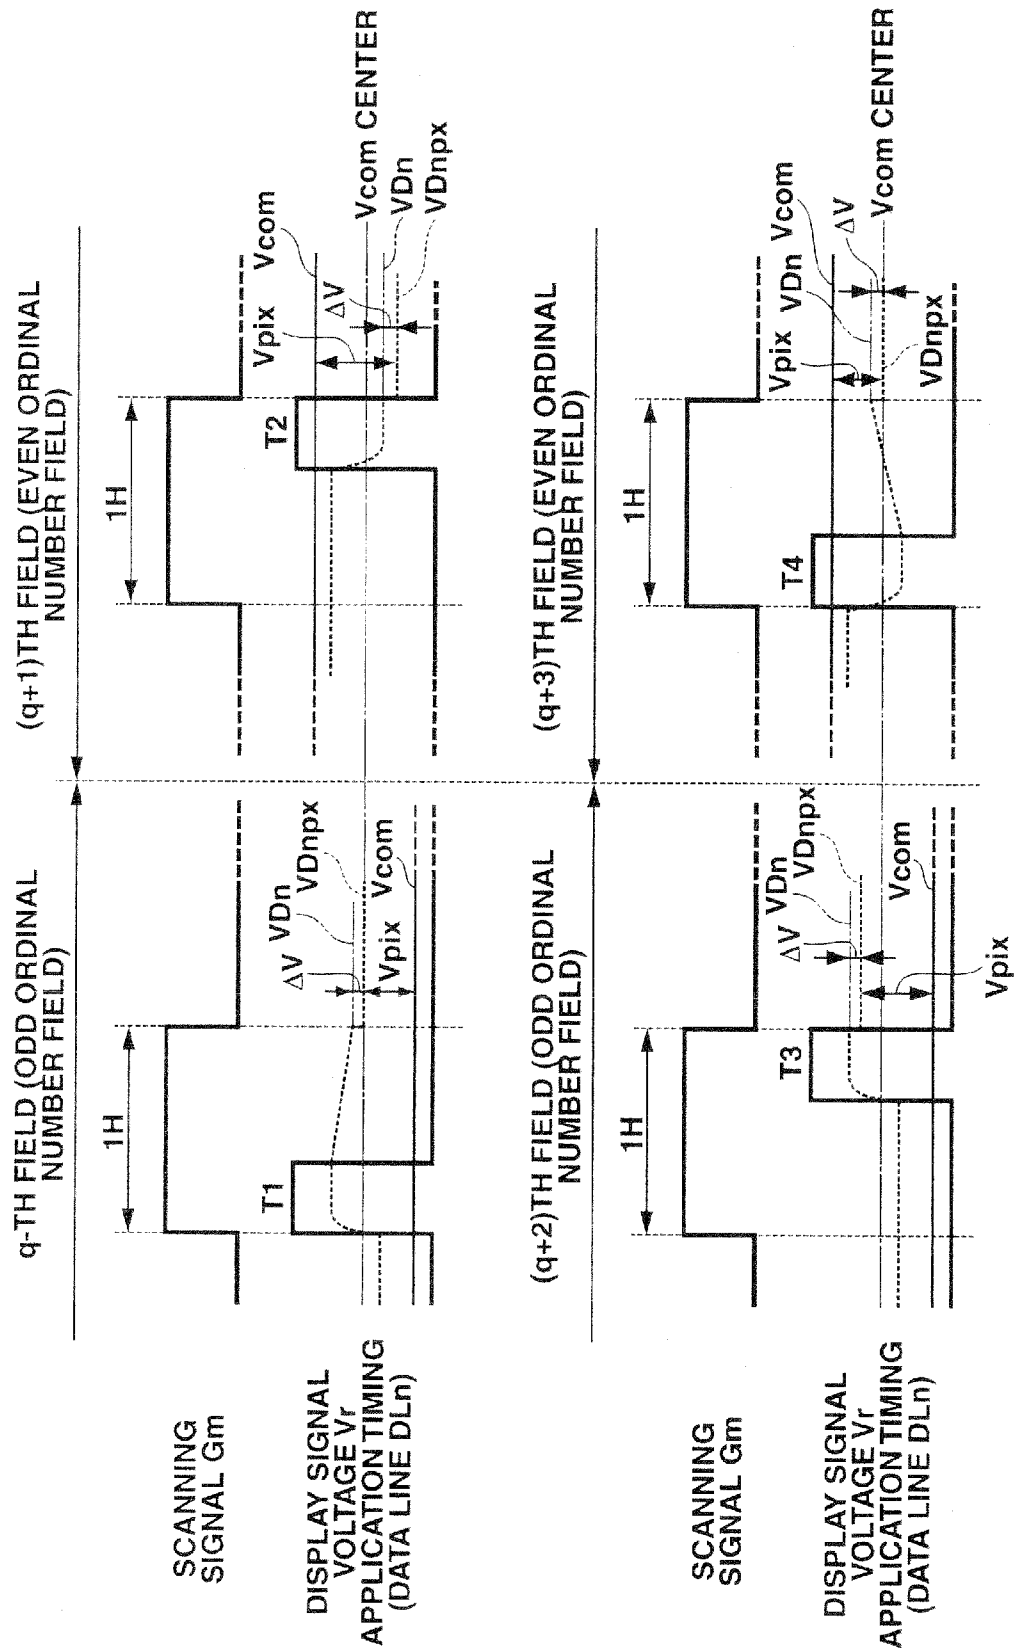 q-TH FIELD (ODD ORDINAL
NUMBER FIELD)
(q+1)TH FIELD (EVEN ORDINAL
NUMBER FIELD)
SCANNING
SIGNAL Gm
1H
1H
DISPLAY SIGNAL
VOLTAGE Vr
APPLICATION TIMING
(DATA LINE DLn)
T1
ΔV
VDn
VDnpx
Vpix
Vcom
T2
Vpix
ΔV
Vcom
Vcom CENTER
VDn
VDnpx
(q+2)TH FIELD (ODD ORDINAL
NUMBER FIELD)
(q+3)TH FIELD (EVEN ORDINAL
NUMBER FIELD)
SCANNING
SIGNAL Gm
1H
1H
DISPLAY SIGNAL
VOLTAGE Vr
APPLICATION TIMING
(DATA LINE DLn)
T3
ΔV
VDn
VDnpx
Vcom
Vpix
T4
Vpix
VDn
Vcom
ΔV
Vcom CENTER
VDnpx